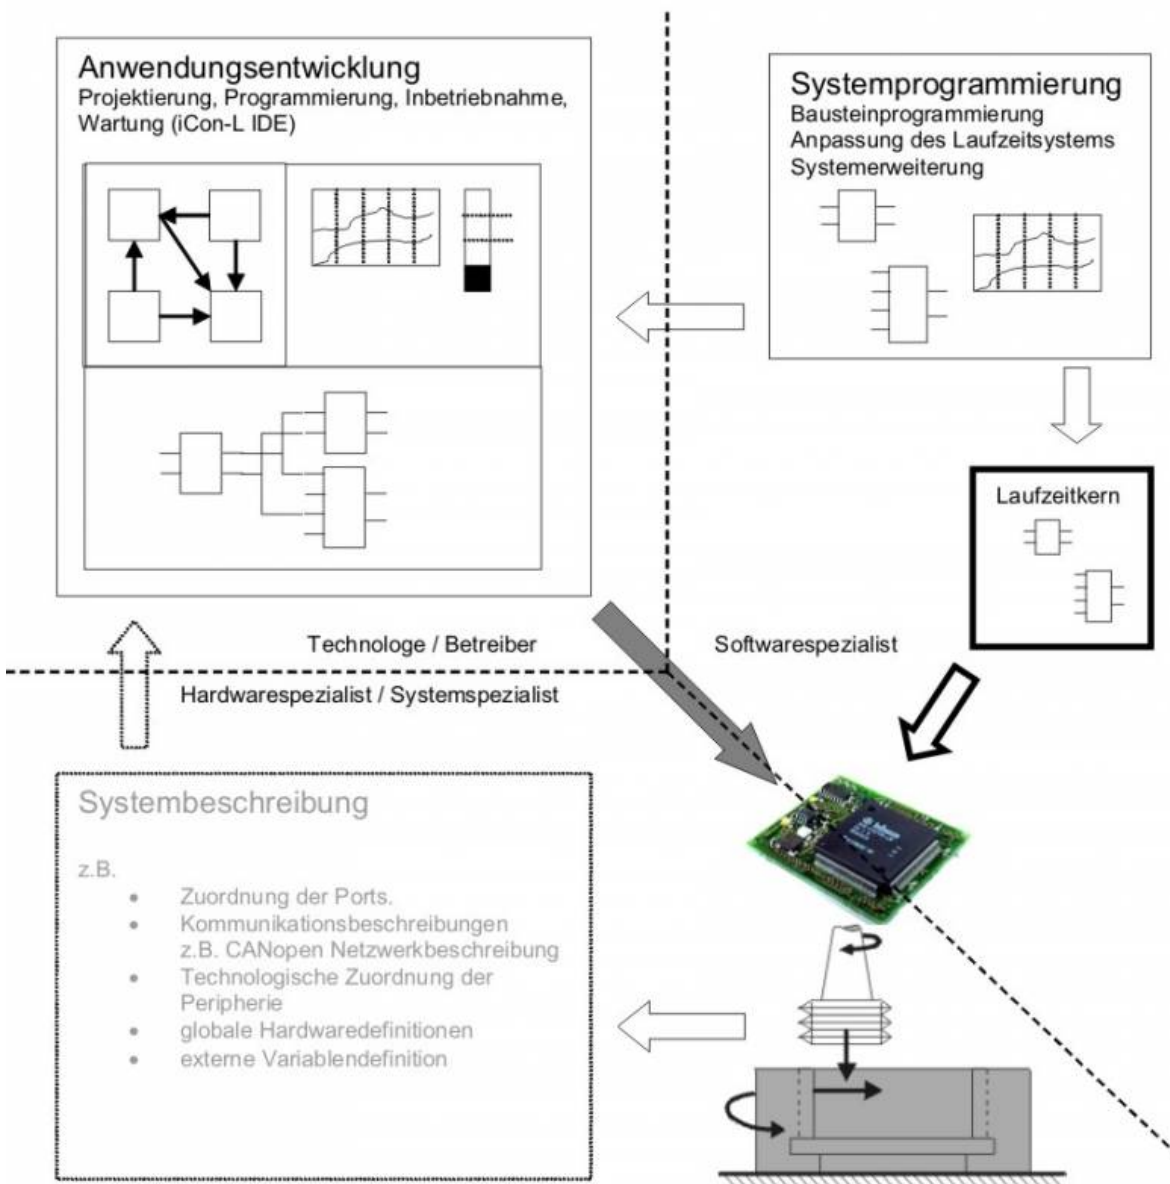 Anwendungsentwicklung
Projektierung, Programmierung, Inbetriebnahme,
Wartung (iCon-L IDE)
Systemprogrammierung
Bausteinprogrammierung
Anpassung des Laufzeitsystems
Systemerweiterung
Laufzeitkern
Technologe / Betreiber
Softwarespezialist
Hardwarespezialist / Systemspezialist
Systembeschreibung
z.B.
• Zuordnung der Ports.
• Kommunikationsbeschreibungen
z.B. CANopen Netzwerkbeschreibung
• Technologische Zuordnung der
Peripherie
• globale Hardwaredefinitionen
• externe Variablendefinition